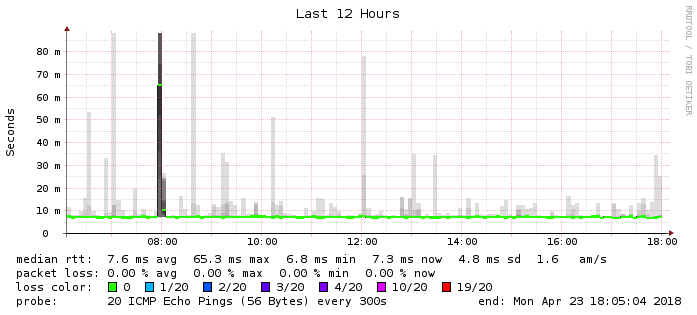 Last 12 Hours
RRDTOOL / TOBI OETIKER
Seconds
80 m
70 m
60 m
50 m
40 m
30 m
20 m
10 m
0
08:00 10:00 12:00 14:00 16:00 18:00
median rtt: 7.6 ms avg 65.3 ms max 6.8 ms min 7.3 ms now 4.8 ms sd 1.6 am/s
packet loss: 0.00 % avg 0.00 % max 0.00 % min 0.00 % now
loss color: 0 1/20 2/20 3/20 4/20 10/20 19/20
probe: 20 ICMP Echo Pings (56 Bytes) every 300s end: Mon Apr 23 18:05:04 2018